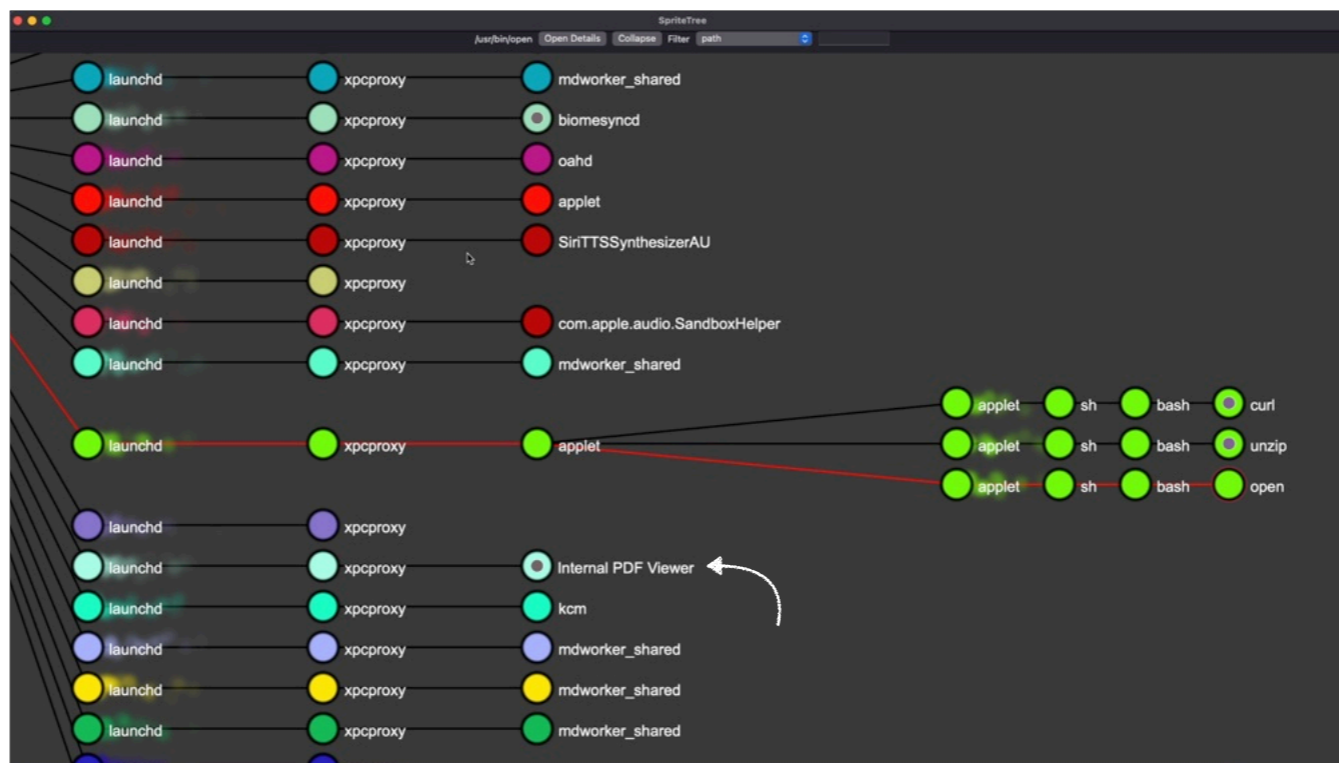 SpriteTree
/usr/bin/open Open Details Collapse Filter path
launchd xpcproxy mdworker_shared
launchd xpcproxy biomesyncd
launchd xpcproxy oahd
launchd xpcproxy applet
launchd xpcproxy SiriTTSSynthesizerAU
launchd xpcproxy
launchd xpcproxy com.apple.audio.SandboxHelper
launchd xpcproxy mdworker_shared
applet sh bash curl
launchd xpcproxy applet applet sh bash unzip
applet sh bash open
launchd xpcproxy
launchd xpcproxy Internal PDF Viewer
launchd xpcproxy kcm
launchd xpcproxy mdworker_shared
launchd xpcproxy mdworker_shared
launchd xpcproxy mdworker_shared